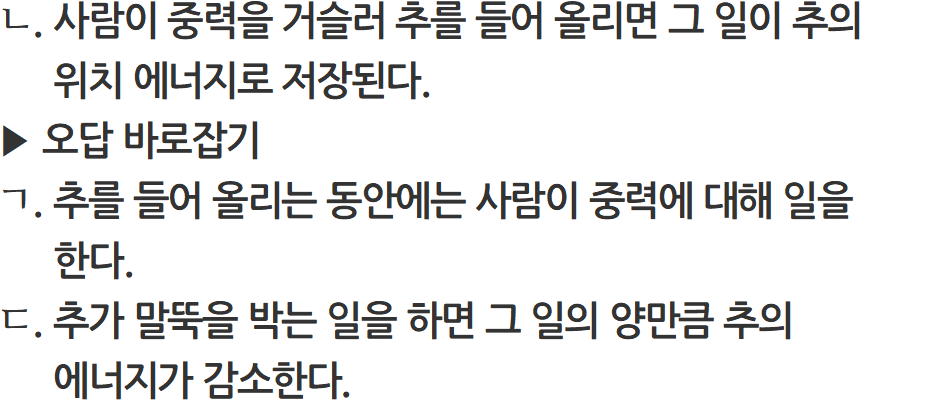 ㄴ. 사람이 중력을 거슬러 추를 들어 올리면 그 일이 추의
위치 에너지로 저장된다.
▶ 오답 바로잡기
ㄱ. 추를 들어 올리는 동안에는 사람이 중력에 대해 일을
한다.
ㄷ. 추가 말뚝을 박는 일을 하면 그 일의 양만큼 추의
에너지가 감소한다.